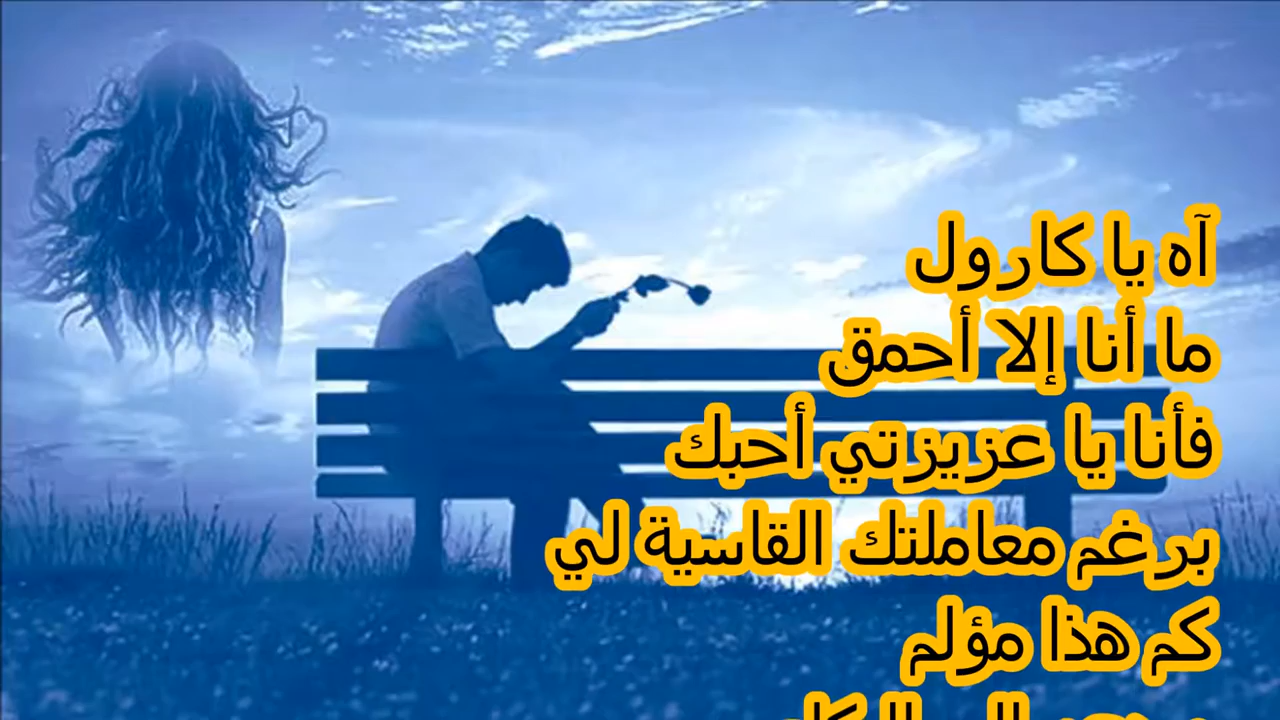 آه يا كارول
ما أنا إلا أحمق
فأنا يا عزيزتي أحبك
برغم معاملتك القاسية لي
كم هذا مؤلم